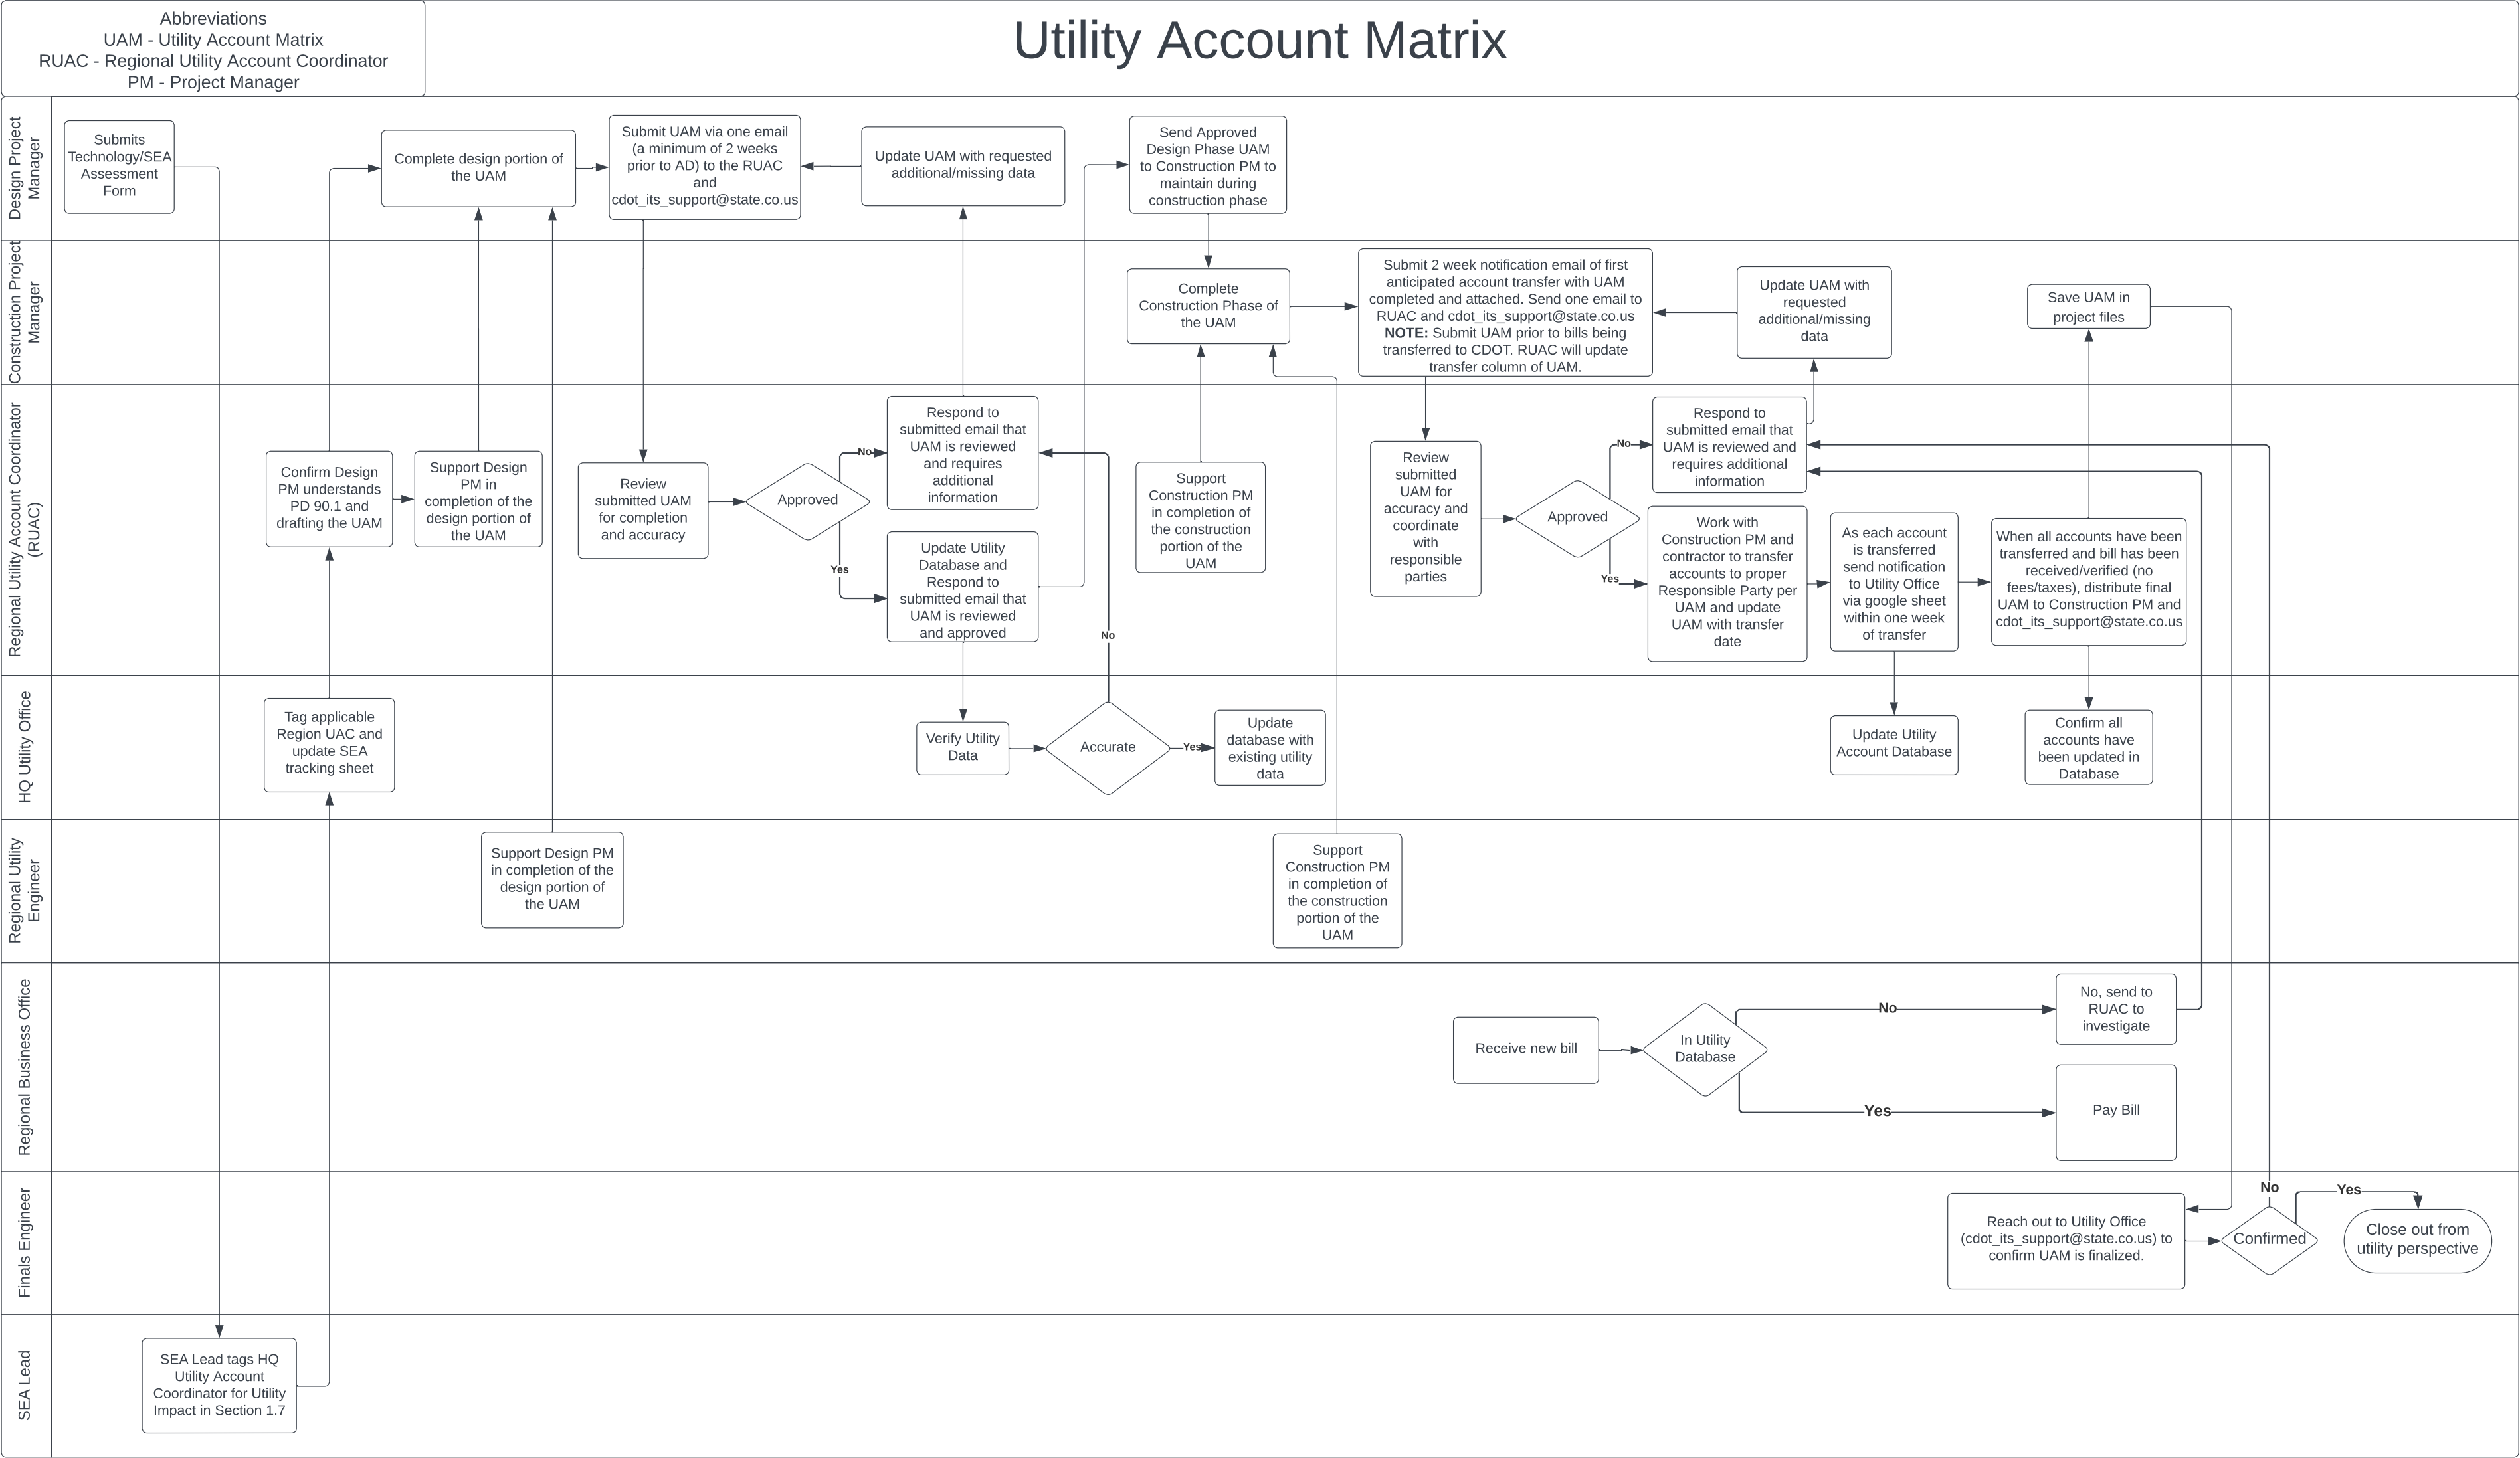 Abbreviations
UAM - Utility Account Matrix
RUAC - Regional Utility Account Coordinator
PM - Project Manager
Utility Account Matrix
Design Project
Manager
Submits
Technology/SEA
Assessment
Form
Complete design portion of
the UAM
Submit UAM via one email
(a minimum of 2 weeks
prior to AD) to the RUAC
and
cdot_its_support@state.co.us
Update UAM with requested
additional/missing data
Send Approved
Design Phase UAM
to Construction PM to
maintain during
construction phase
Construction Project
Manager
Complete
Construction Phase of
the UAM
Submit 2 week notification email of first
anticipated account transfer with UAM
completed and attached. Send one email to
RUAC and cdot_its_support@state.co.us
NOTE: Submit UAM prior to bills being
transferred to CDOT. RUAC will update
transfer column of UAM.
Update UAM with
requested
additional/missing
data
Save UAM in
project files
Regional Utility Account Coordinator
(RUAC)
Confirm Design
PM understands
PD 90.1 and
drafting the UAM
Support Design
PM in
completion of the
design portion of
the UAM
Review
submitted UAM
for completion
and accuracy
Approved
No
Yes
Respond to
submitted email that
UAM is reviewed
and requires
additional
information
Update Utility
Database and
Respond to
submitted email that
UAM is reviewed
and approved
No
Support
Construction PM
in completion of
the construction
portion of the
UAM
Review
submitted
UAM for
accuracy and
coordinate
with
responsible
parties
Approved
No
Yes
Respond to
submitted email that
UAM is reviewed and
requires additional
information
Work with
Construction PM and
contractor to transfer
accounts to proper
Responsible Party per
UAM and update
UAM with transfer
date
As each account
is transferred
send notification
to Utility Office
via google sheet
within one week
of transfer
When all accounts have been
transferred and bill has been
received/verified (no
fees/taxes), distribute final
UAM to Construction PM and
cdot_its_support@state.co.us
HQ Utility Office
Tag applicable
Region UAC and
update SEA
tracking sheet
Verify Utility
Data
Accurate
Yes
Update
database with
existing utility
data
Update Utility
Account Database
Confirm all
accounts have
been updated in
Database
Regional Utility
Engineer
Support Design PM
in completion of the
design portion of
the UAM
Support
Construction PM
in completion of
the construction
portion of the
UAM
Regional Business Office
Receive new bill
In Utility
Database
No
Yes
No, send to
RUAC to
investigate
Pay Bill
Finals Engineer
Reach out to Utility Office
(cdot_its_support@state.co.us) to
confirm UAM is finalized.
Confirmed
No
Yes
Close out from
utility perspective
SEA Lead
SEA Lead tags HQ
Utility Account
Coordinator for Utility
Impact in Section 1.7